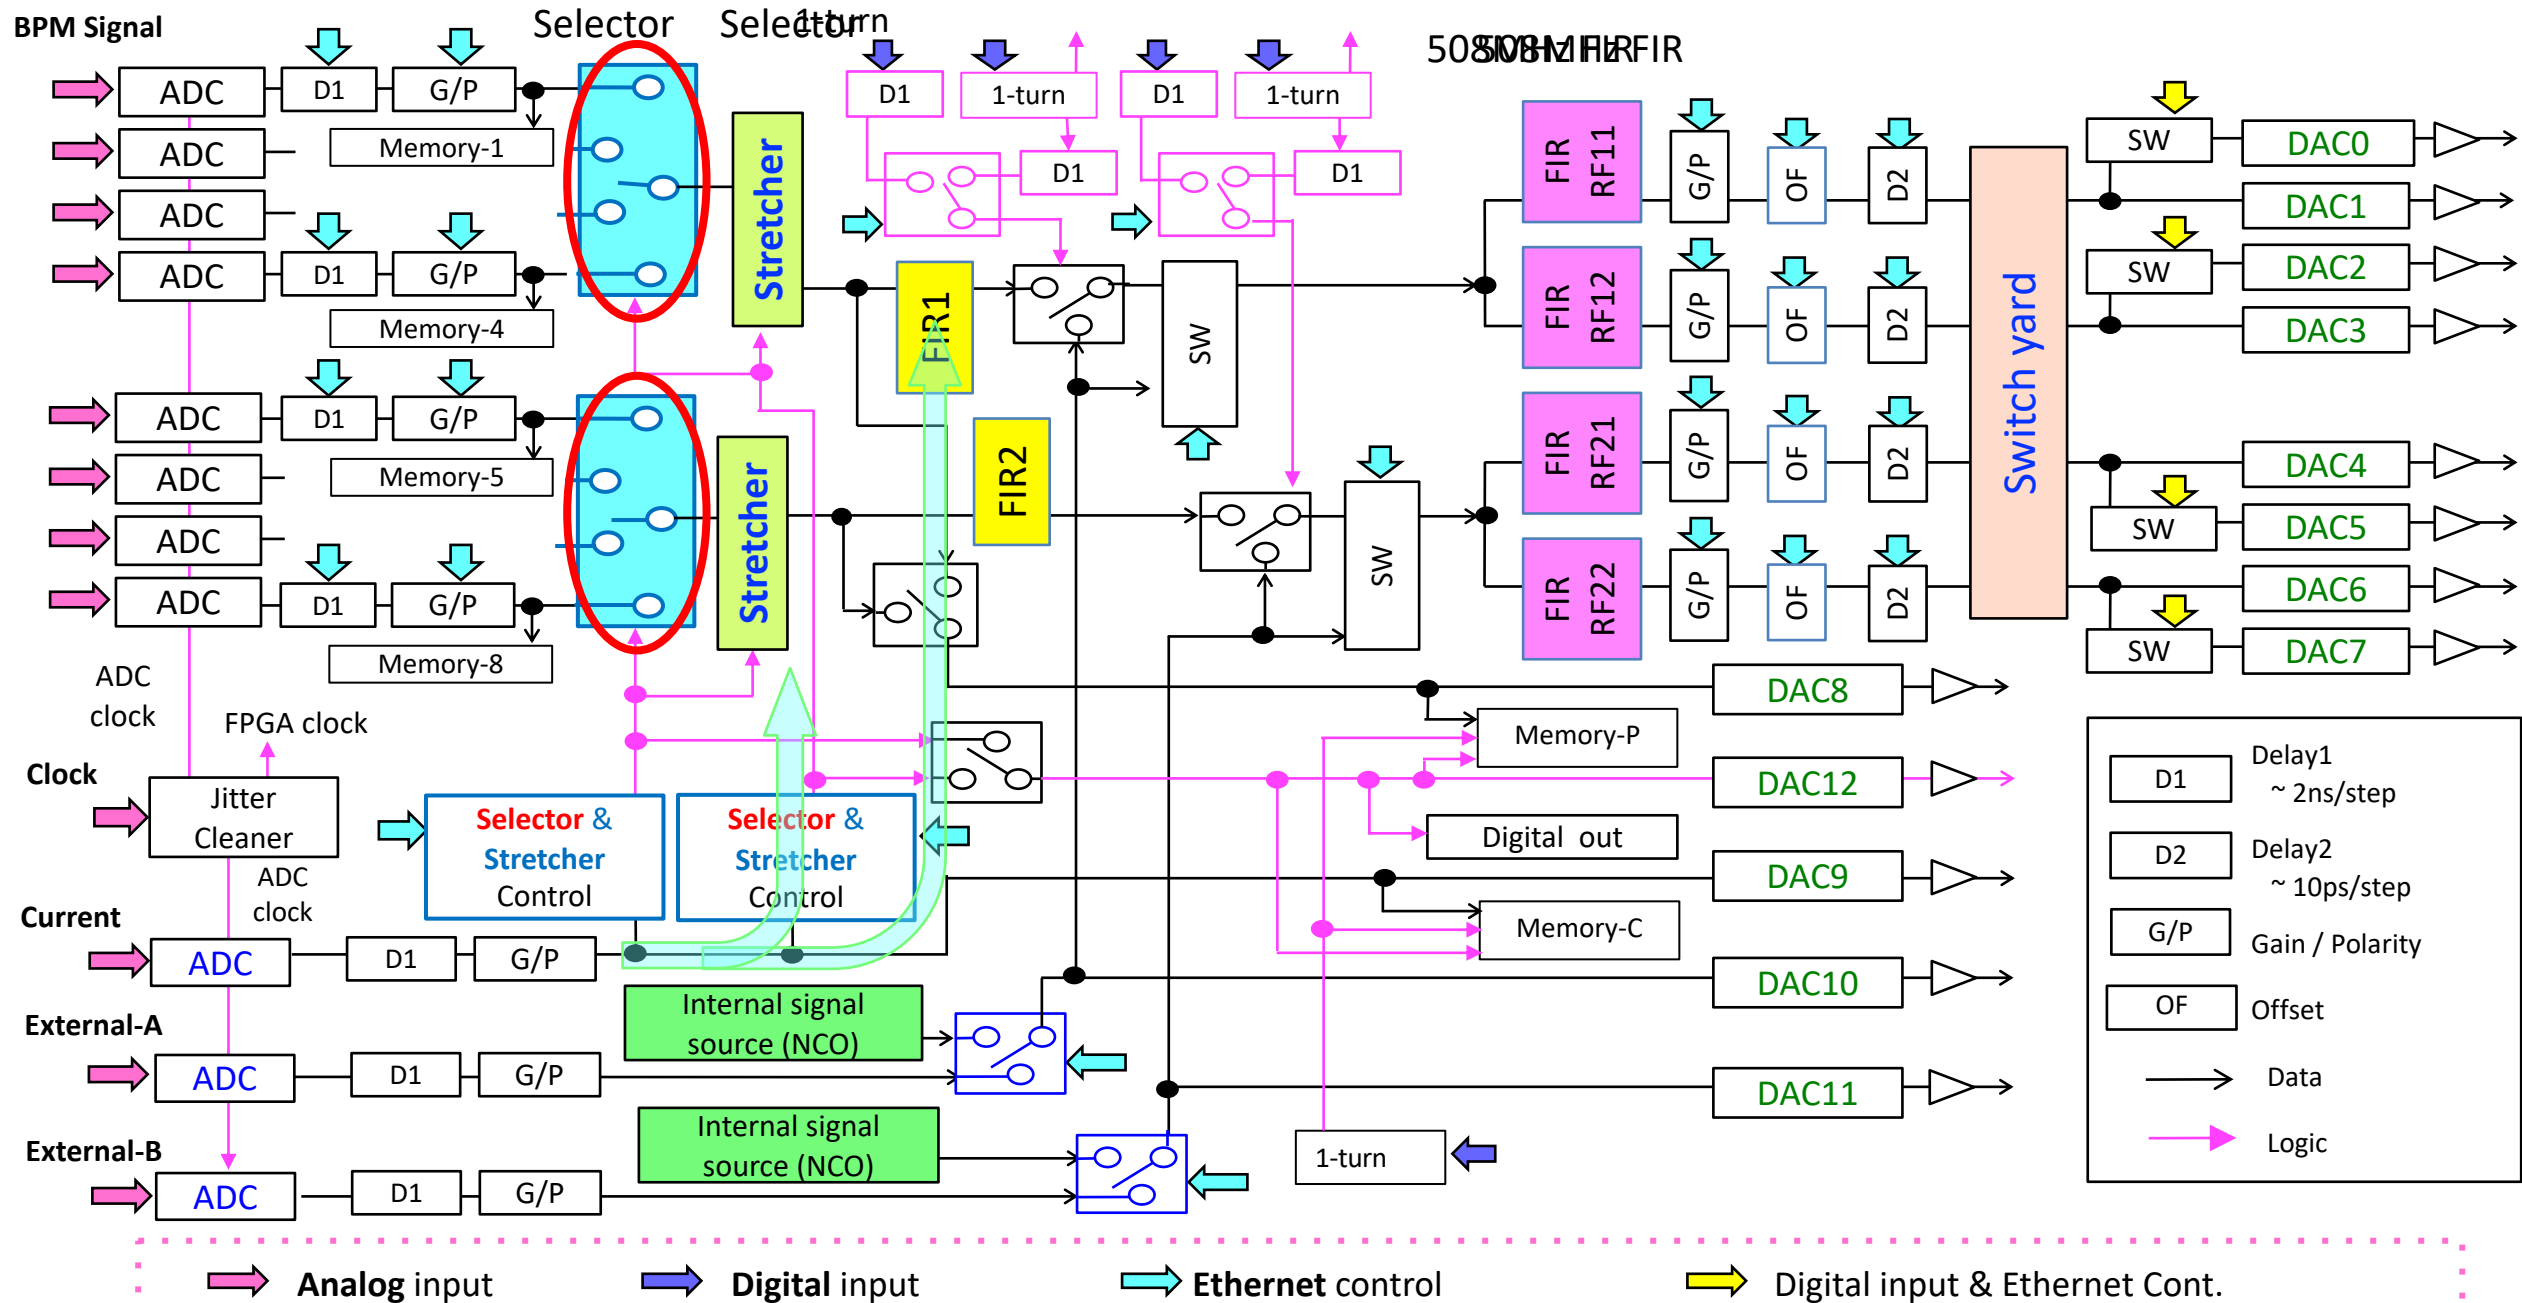 BPM Signal
Selector
Selector
1-turn
508MHz FIR
508MHz FIR
ADC
D1
G/P
Memory-1
ADC
ADC
ADC
D1
G/P
Memory-4
ADC
D1
G/P
Memory-5
ADC
ADC
ADC
D1
G/P
Memory-8
Stretcher
Stretcher
D1
1-turn
D1
D1
1-turn
D1
FIR1
FIR2
SW
SW
FIR
RF11
FIR
RF12
FIR
RF21
FIR
RF22
G/P
OF
D2
G/P
OF
D2
G/P
OF
D2
G/P
OF
D2
Switch yard
SW
DAC0
DAC1
SW
DAC2
DAC3
DAC4
SW
DAC5
DAC6
SW
DAC7
DAC8
Memory-P
DAC12
Digital out
DAC9
Memory-C
DAC10
DAC11
1-turn
ADC
clock
FPGA clock
Clock
Jitter
Cleaner
ADC
clock
Selector &
Stretcher
Control
Selector &
Stretcher
Control
Current
ADC
D1
G/P
Internal signal
source (NCO)
External-A
ADC
D1
G/P
Internal signal
source (NCO)
External-B
ADC
D1
G/P
D1
Delay1
~ 2ns/step
D2
Delay2
~ 10ps/step
G/P
Gain / Polarity
OF
Offset
Data
Logic
Analog input
Digital input
Ethernet control
Digital input & Ethernet Cont.